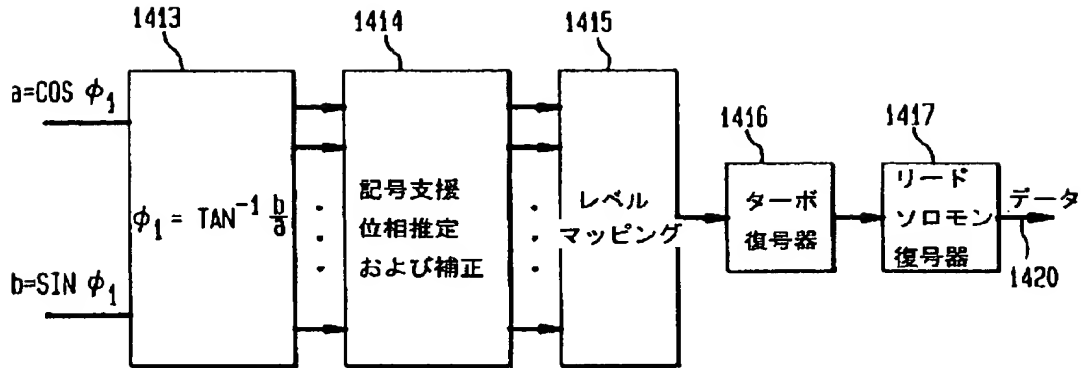 1413
1414
1415
a=COS ϕ1
1416
1417
ϕ1 = TAN⁻¹ b/a
記号支援
位相推定
および補正
レベル
マッピング
ターボ
復号器
リード
ソロモン
復号器
データ
1420
b=SIN ϕ1